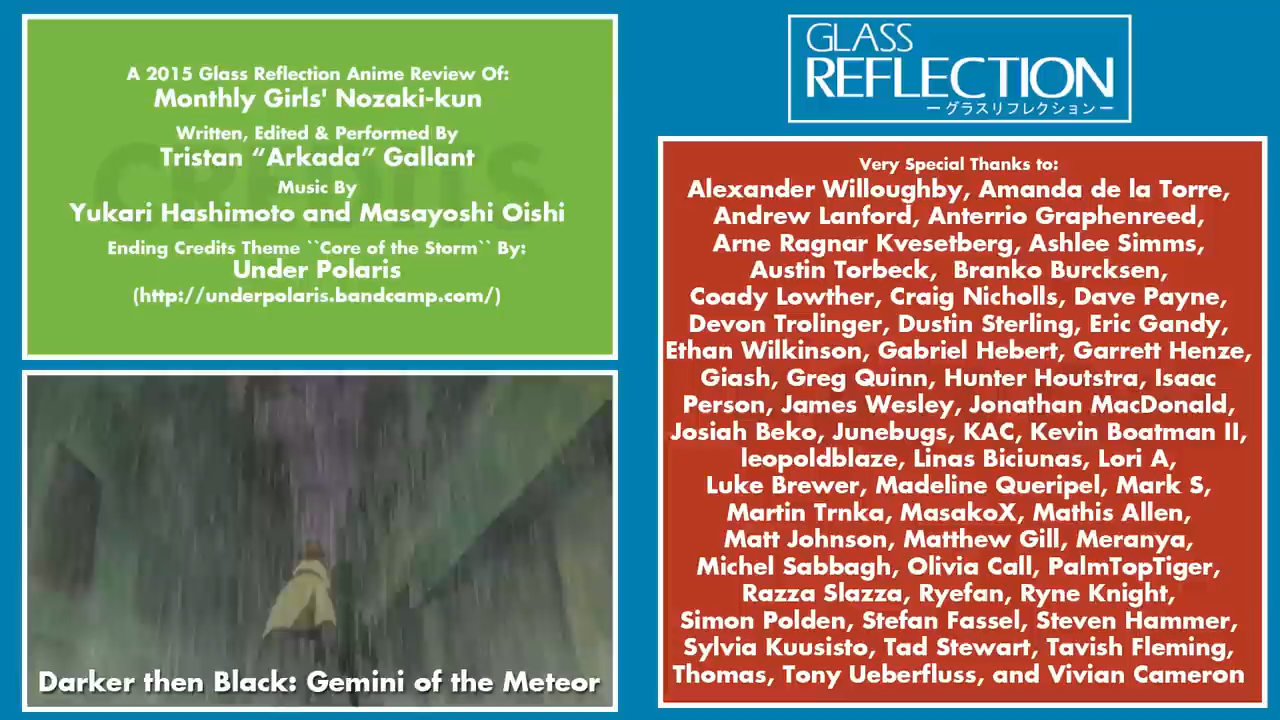 A 2015 Glass Reflection Anime Review Of:
Monthly Girls' Nozaki-kun
Written, Edited & Performed By
Tristan “Arkada” Gallant
Music By
Yukari Hashimoto and Masayoshi Oishi
Ending Credits Theme ``Core of the Storm`` By:
Under Polaris
(http://underpolaris.bandcamp.com/)
CREDITS
Darker then Black: Gemini of the Meteor
GLASS
REFLECTION
ーグラスリフレクションー
Very Special Thanks to:
Alexander Willoughby, Amanda de la Torre,
Andrew Lanford, Anterrio Graphenreed,
Arne Ragnar Kvesetberg, Ashlee Simms,
Austin Torbeck,  Branko Burcksen,
Coady Lowther, Craig Nicholls, Dave Payne,
Devon Trolinger, Dustin Sterling, Eric Gandy,
Ethan Wilkinson, Gabriel Hebert, Garrett Henze,
Giash, Greg Quinn, Hunter Houtstra, Isaac
Person, James Wesley, Jonathan MacDonald,
Josiah Beko, Junebugs, KAC, Kevin Boatman II,
leopoldblaze, Linas Biciunas, Lori A,
Luke Brewer, Madeline Queripel, Mark S,
Martin Trnka, MasakoX, Mathis Allen,
Matt Johnson, Matthew Gill, Meranya,
Michel Sabbagh, Olivia Call, PalmTopTiger,
Razza Slazza, Ryefan, Ryne Knight,
Simon Polden, Stefan Fassel, Steven Hammer,
Sylvia Kuusisto, Tad Stewart, Tavish Fleming,
Thomas, Tony Ueberfluss, and Vivian Cameron